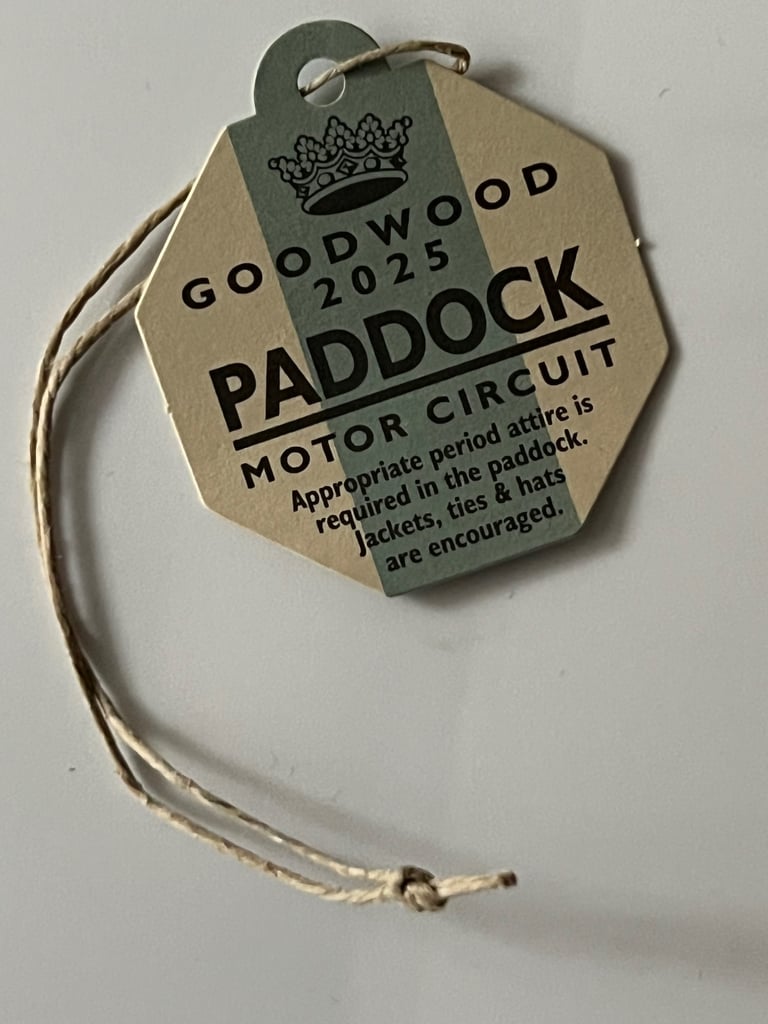 GOODWOOD
2025
PADDOCK
MOTOR CIRCUIT
Appropriate period attire is
required in the paddock.
Jackets, ties & hats
are encouraged.